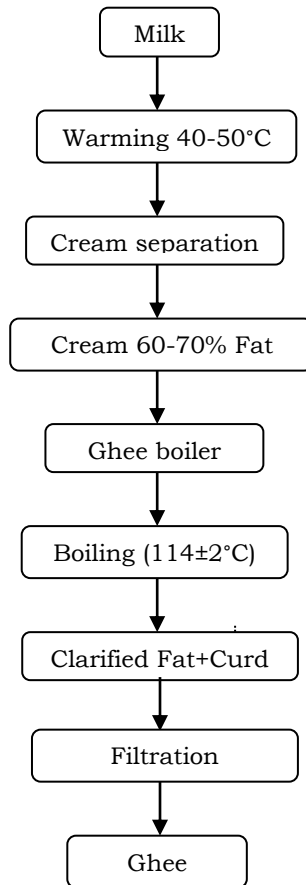 Milk
Warming 40-50°C
Cream separation
Cream 60-70% Fat
Ghee boiler
Boiling (114±2°C)
Clarified Fat+Curd
Filtration
Ghee